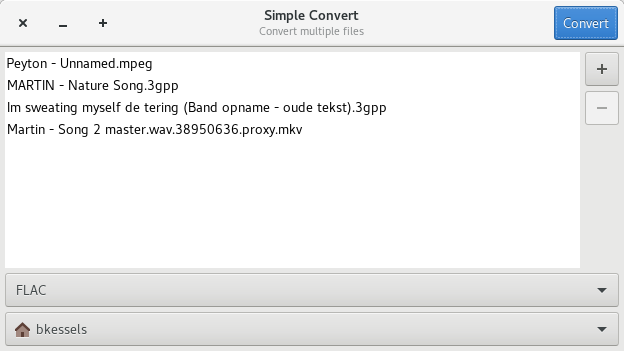 Simple Convert
Convert multiple files
Convert
Peyton - Unnamed.mpeg
MARTIN - Nature Song.3gpp
Im sweating myself de tering (Band opname - oude tekst).3gpp
Martin - Song 2 master.wav.38950636.proxy.mkv
FLAC
bkessels